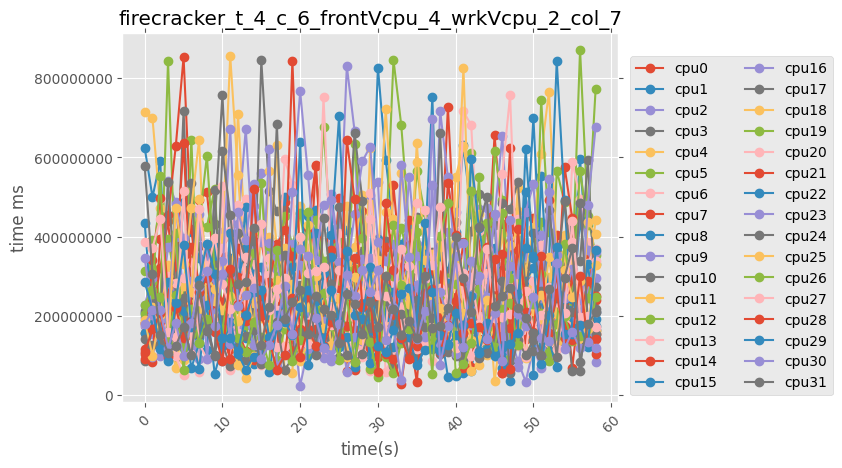 firecracker_t_4_c_6_frontVcpu_4_wrkVcpu_2_col_7
time ms
800000000
600000000
400000000
200000000
0
0
10
20
30
40
50
60
time(s)
cpu0
cpu1
cpu2
cpu3
cpu4
cpu5
cpu6
cpu7
cpu8
cpu9
cpu10
cpu11
cpu12
cpu13
cpu14
cpu15
cpu16
cpu17
cpu18
cpu19
cpu20
cpu21
cpu22
cpu23
cpu24
cpu25
cpu26
cpu27
cpu28
cpu29
cpu30
cpu31